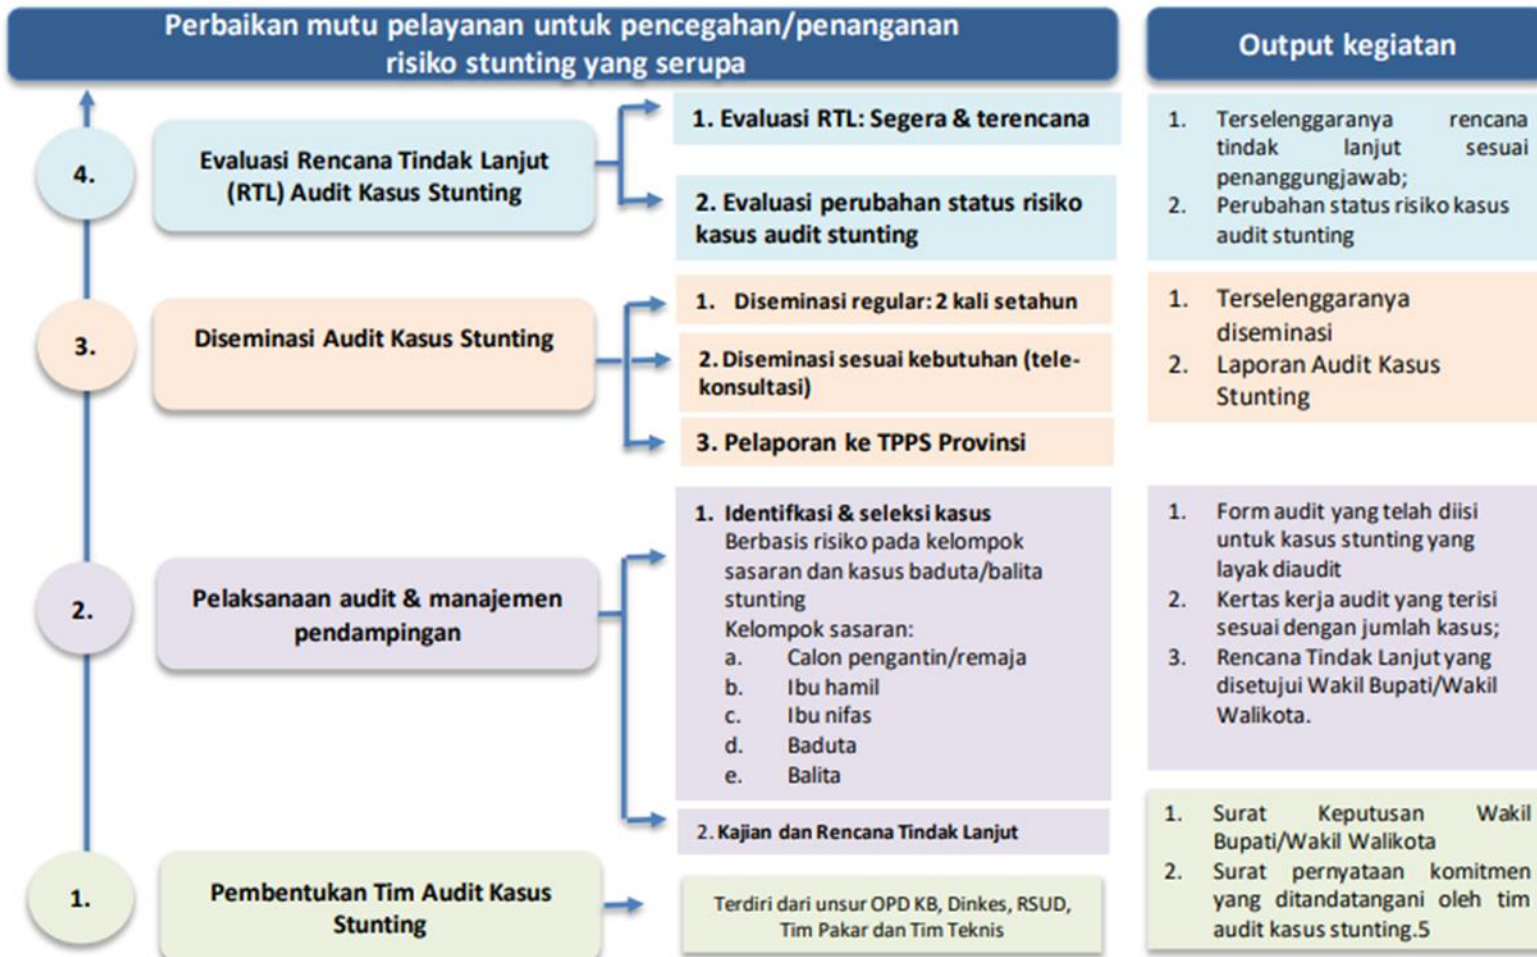 Perbaikan mutu pelayanan untuk pencegahan/penanganan
risiko stunting yang serupa
Output kegiatan
4.
Evaluasi Rencana Tindak Lanjut
(RTL) Audit Kasus Stunting
1. Evaluasi RTL: Segera & terencana
2. Evaluasi perubahan status risiko
kasus audit stunting
1. Terselenggaranya rencana
tindak lanjut sesuai
penanggungjawab;
2. Perubahan status risiko kasus
audit stunting
3.
Diseminasi Audit Kasus Stunting
1. Diseminasi regular: 2 kali setahun
2. Diseminasi sesuai kebutuhan (tele-
konsultasi)
3. Pelaporan ke TPPS Provinsi
1. Terselenggaranya
diseminasi
2. Laporan Audit Kasus
Stunting
2.
Pelaksanaan audit & manajemen
pendampingan
1. Identifkasi & seleksi kasus
Berbasis risiko pada kelompok
sasaran dan kasus baduta/balita
stunting
Kelompok sasaran:
a. Calon pengantin/remaja
b. Ibu hamil
c. Ibu nifas
d. Baduta
e. Balita
2. Kajian dan Rencana Tindak Lanjut
1. Form audit yang telah diisi
untuk kasus stunting yang
layak diaudit
2. Kertas kerja audit yang terisi
sesuai dengan jumlah kasus;
3. Rencana Tindak Lanjut yang
disetujui Wakil Bupati/Wakil
Walikota.
1.
Pembentukan Tim Audit Kasus
Stunting
Terdiri dari unsur OPD KB, Dinkes, RSUD,
Tim Pakar dan Tim Teknis
1. Surat Keputusan Wakil
Bupati/Wakil Walikota
2. Surat pernyataan komitmen
yang ditandatangani oleh tim
audit kasus stunting.5